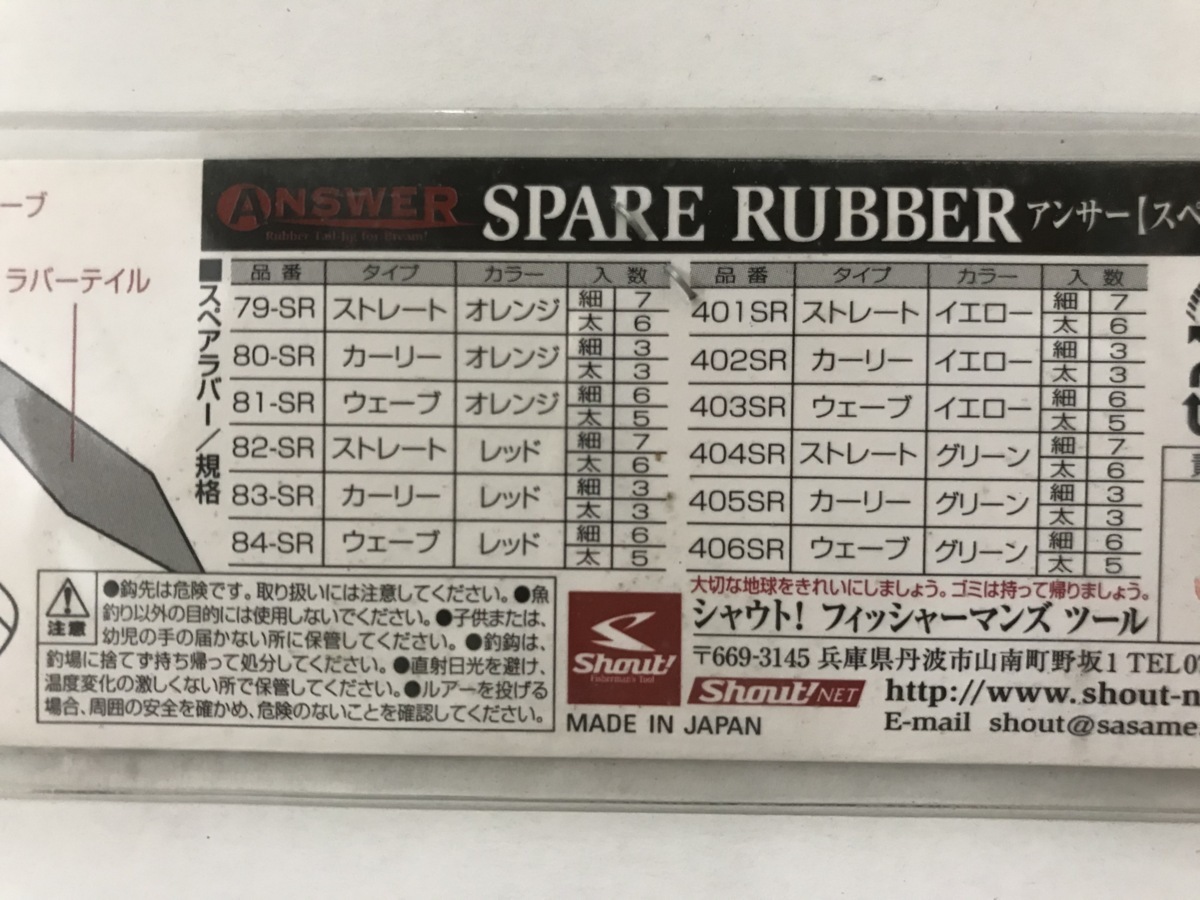 ーブ
ラバーテイル
ANSWER
Rubber Tail Jig for Bream!
SPARE RUBBER アンサー【スペ
■スペアラバー／規格
品番 タイプ カラー 入数
79-SR ストレート オレンジ 細 7 太 6
80-SR カーリー オレンジ 細 3 太 3
81-SR ウェーブ オレンジ 細 6 太 5
82-SR ストレート レッド 細 7 太 6
83-SR カーリー レッド 細 3 太 3
84-SR ウェーブ レッド 細 6 太 5
品番 タイプ カラー 入数
401SR ストレート イエロー 細 7 太 6
402SR カーリー イエロー 細 3 太 3
403SR ウェーブ イエロー 細 6 太 5
404SR ストレート グリーン 細 7 太 6
405SR カーリー グリーン 細 3 太 3
406SR ウェーブ グリーン 細 6 太 5
注意
●鈎先は危険です。取り扱いには注意してください。●魚
釣り以外の目的には使用しないでください。●子供または、
幼児の手の届かない所に保管してください。●釣鈎は、
釣場に捨てず持ち帰って処分してください。●直射日光を避け、
温度変化の激しくない所で保管してください。●ルアーを投げる
場合、周囲の安全を確かめ、危険のないことを確認してください。
Shout!
Fisherman's Tool
MADE IN JAPAN
大切な地球をきれいにしましょう。ゴミは持って帰りましょう。
シャウト！ フィッシャーマンズ ツール
〒669-3145 兵庫県丹波市山南町野坂1 TEL07
Shout!NET
http://www.shout-n
E-mail shout@sasame.